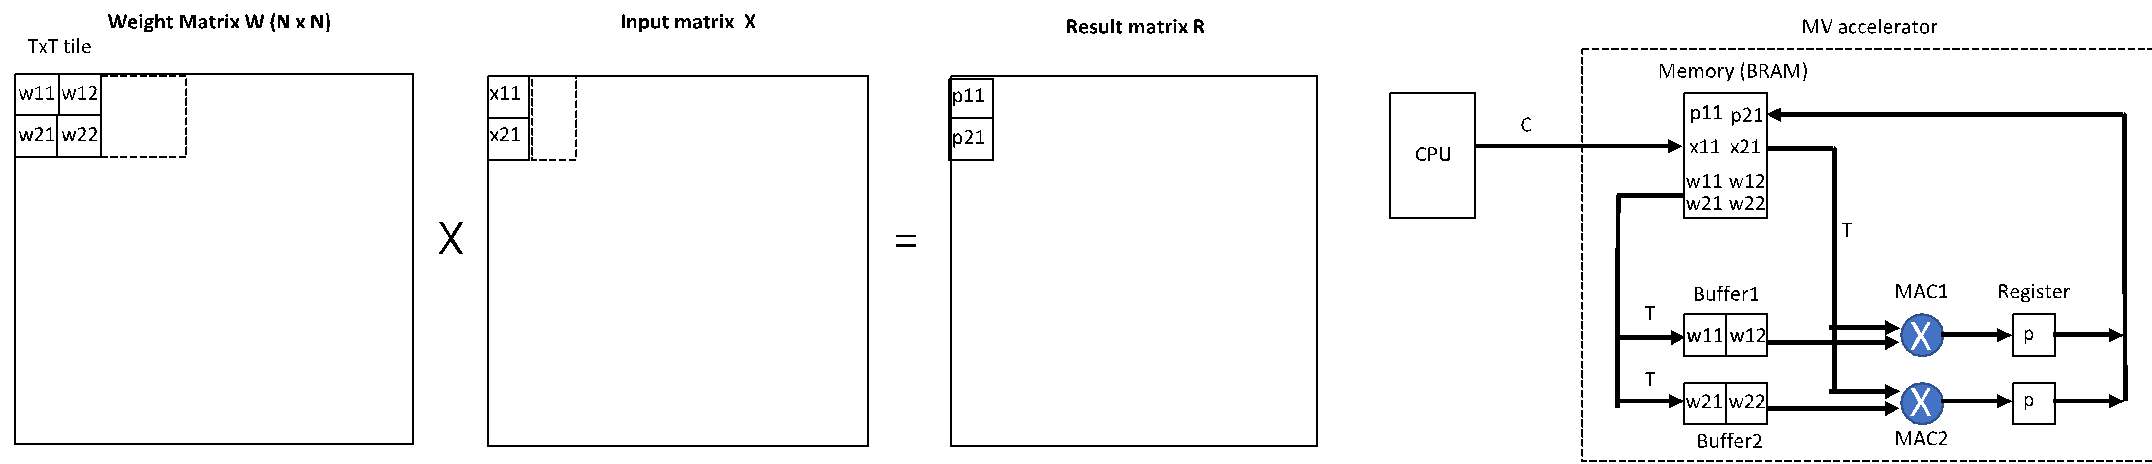 Weight Matrix W (N x N)
TxT tile
w11 w12
w21 w22
X
Input matrix X
x11
x21
=
Result matrix R
p11
p21
MV accelerator
Memory (BRAM)
CPU
C
p11 p21
x11 x21
w11 w12
w21 w22
T
T
Buffer1
w11 w12
MAC1
X
Register
p
T
w21 w22
X
p
Buffer2
MAC2